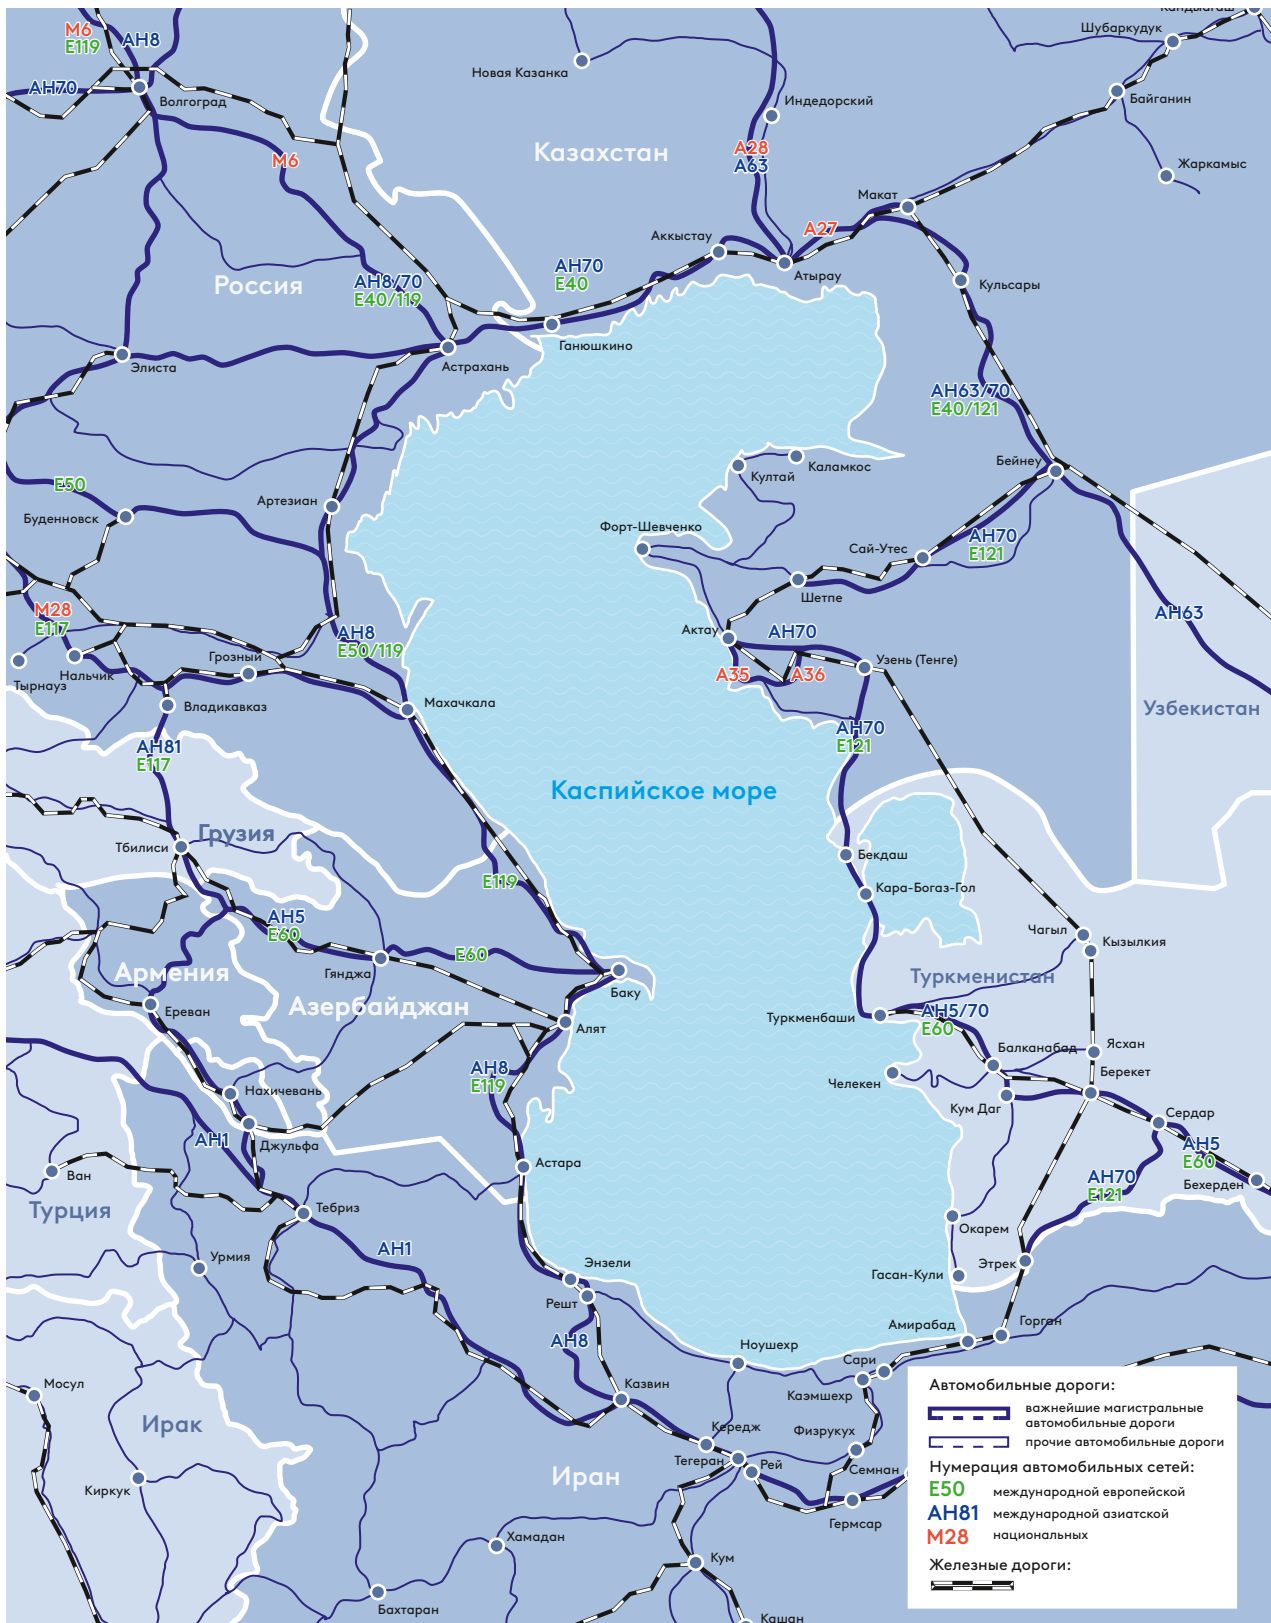 Кандыагаш
Шубаркудук
М6
Е119
АН8
Новая Казанка
АН70
Волгоград
Индедорский
Байганин
Казахстан
А28
А63
М6
Жаркамыс
Макат
А27
Аккыстау
Атырау
Россия
АН8/70
Е40/119
АН70
Е40
Кульсары
Ганюшкино
Элиста
Астрахань
АН63/70
Е40/121
Каламкос
Култай
Бейнеу
Е50
Артезиан
Буденновск
Форт-Шевченко
АН70
Е121
Сай-Утес
Шетпе
М28
Е117
АН8
Е50/119
Актау
АН70
АН63
Грозный
Узень (Тенге)
Тырнауз
Нальчик
А35
А36
Владикавказ
Махачкала
Узбекистан
АН70
Е121
АН81
Е117
Каспийское море
Грузия
Тбилиси
Бекдаш
Е119
Кара-Богаз-Гол
АН5
Е60
Чагыл
Кызылкия
Е60
Армения
Гянджа
Туркменистан
Баку
Азербайджан
Ереван
Алят
Туркменбаши
АН5/70
Е60
Балканабад
Ясхан
АН8
Е119
Челекен
Берекет
Нахичевань
Кум Даг
Сердар
АН1
Джульфа
АН5
Е60
Астара
Ван
АН70
Е121
Бехерден
Турция
Тебриз
Окарем
АН1
Урмия
Энзели
Этрек
Гасан-Кули
Решт
АН8
Амирабад
Горган
Ноушехр
Сари
Мосул
Казвин
Каэмшехр
Ирак
Кередж
Физрукух
Тегеран
Рей
Семнан
Иран
Киркук
Гермсар
Хамадан
Кум
Бахтаран
Кашан
Автомобильные дороги:
важнейшие магистральные
автомобильные дороги
прочие автомобильные дороги
Нумерация автомобильных сетей:
Е50 международной европейской
АН81 международной азиатской
М28 национальных
Железные дороги: